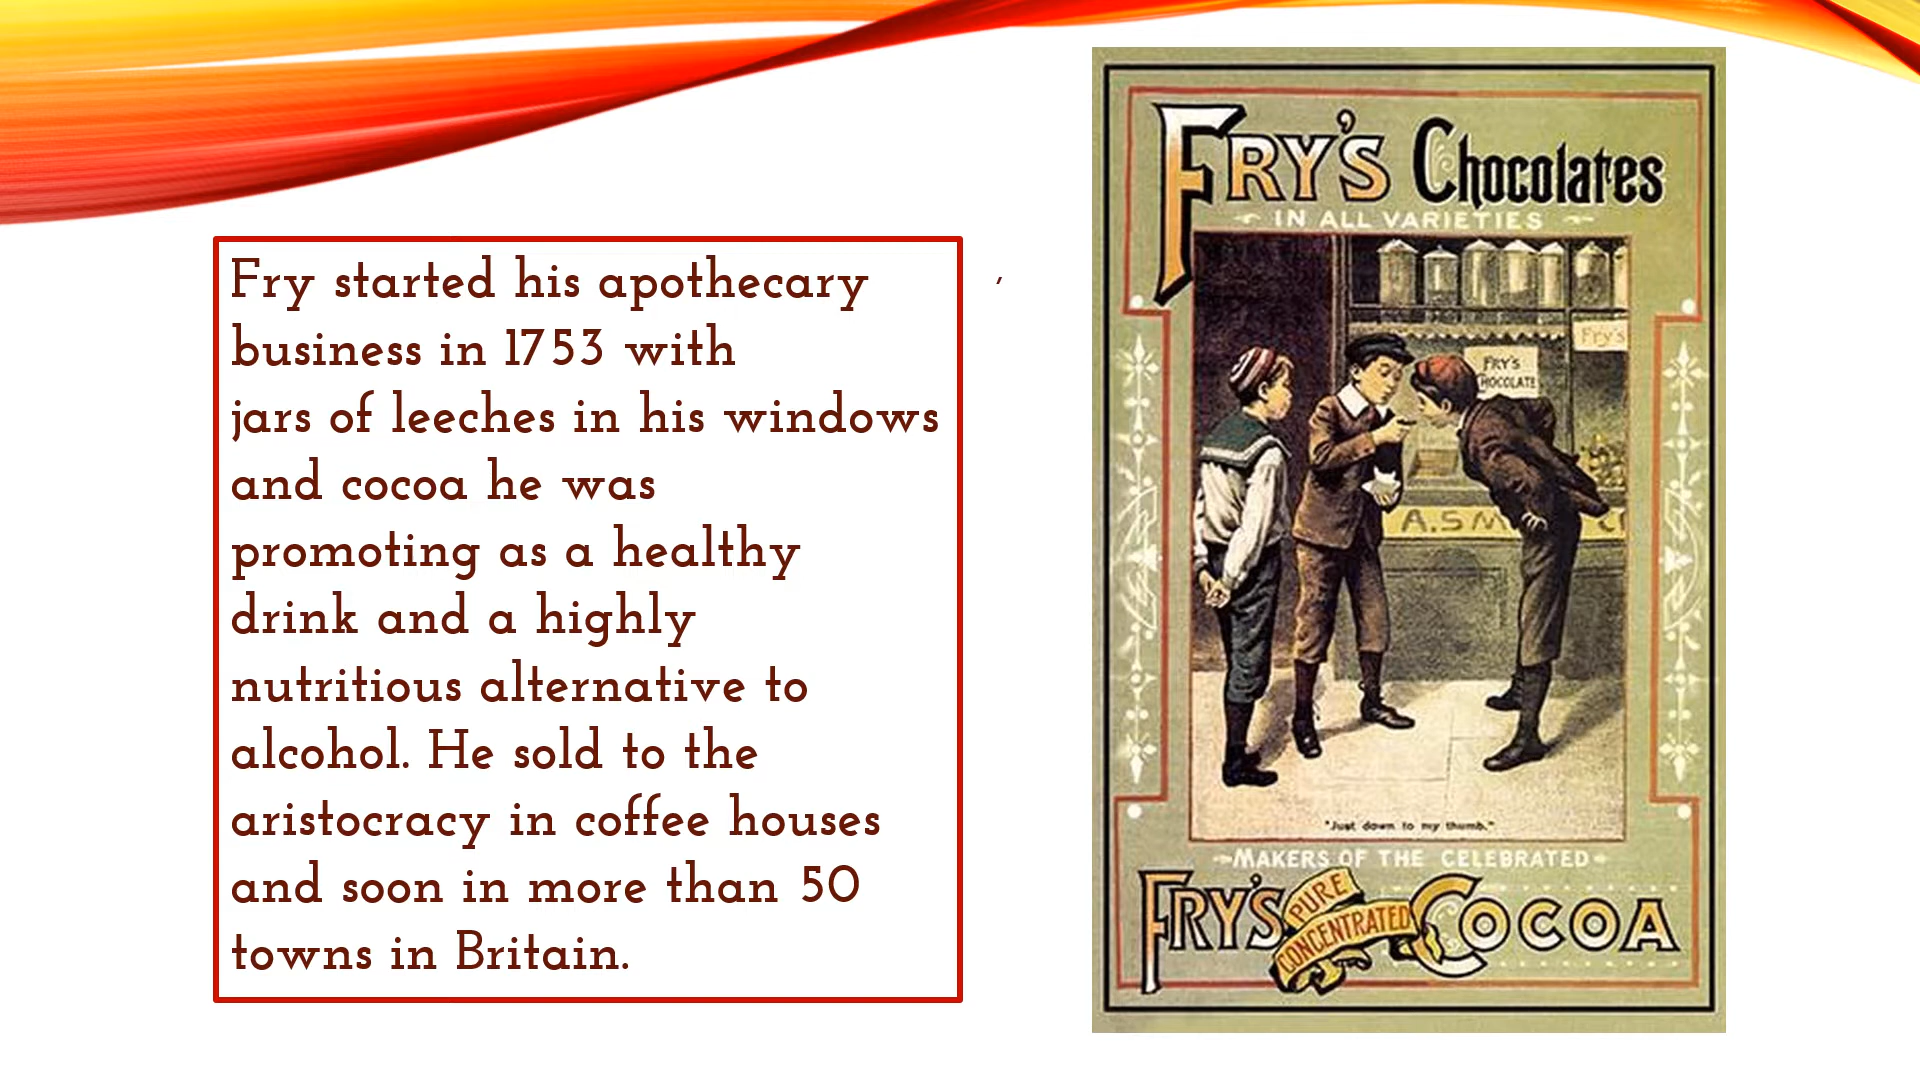 Fry started his apothecary
business in 1753 with
jars of leeches in his windows
and cocoa he was
promoting as a healthy
drink and a highly
nutritious alternative to
alcohol. He sold to the
aristocracy in coffee houses
and soon in more than 50
towns in Britain.
,
FRY'S Chocolates
IN ALL VARIETIES
Fry's
FRY'S
CHOCOLATE
A.SM
"Just down to my thumb."
MAKERS OF THE CELEBRATED
FRY'S PURE CONCENTRATED COCOA